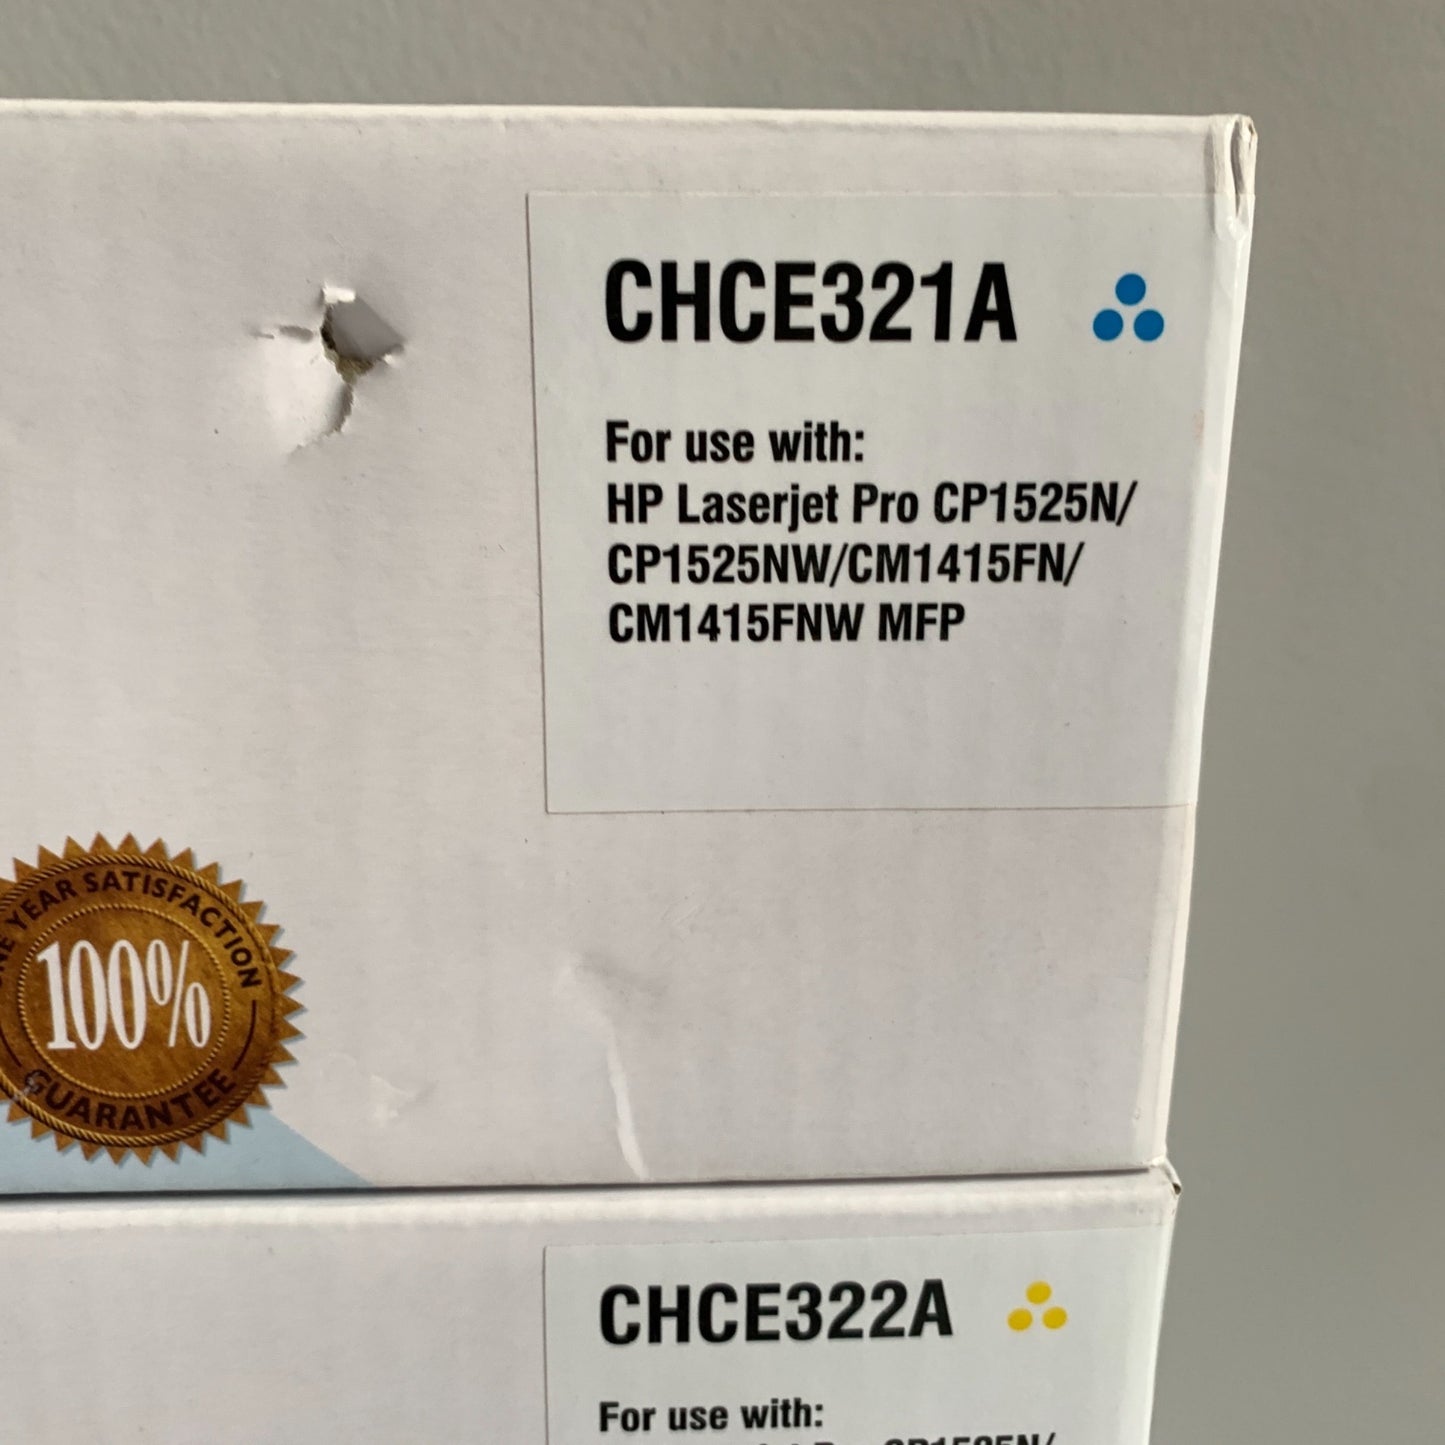 CHCE321A
For use with:
HP Laserjet Pro CP1525N/
CP1525NW/CM1415FN/
CM1415FNW MFP
YEAR SATISFACTION
100%
GUARANTEE
CHCE322A
For use with:
CP1525N/